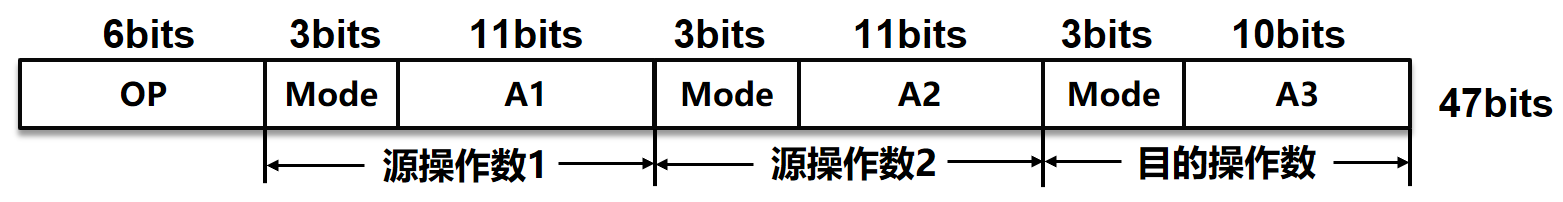 6bits 3bits 11bits 3bits 11bits 3bits 10bits
OP Mode A1 Mode A2 Mode A3 47bits
源操作数1 源操作数2 目的操作数